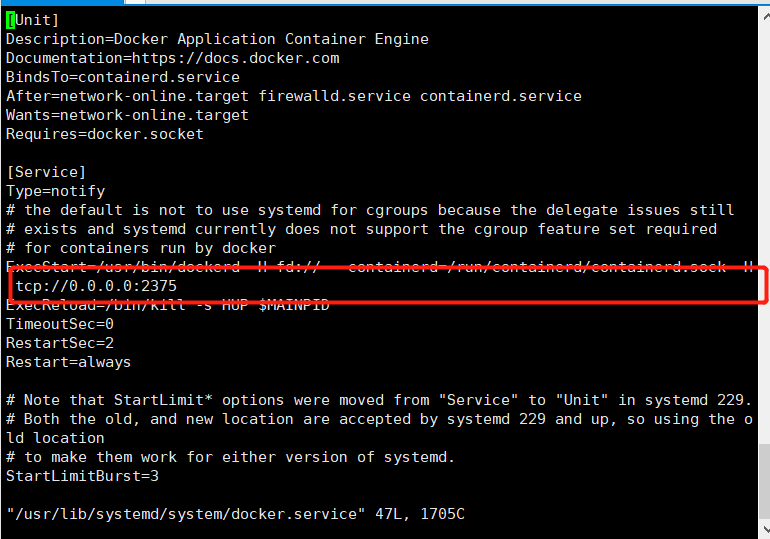 [Unit]
Description=Docker Application Container Engine
Documentation=https://docs.docker.com
BindsTo=containerd.service
After=network-online.target firewalld.service containerd.service
Wants=network-online.target
Requires=docker.socket
[Service]
Type=notify
# the default is not to use systemd for cgroups because the delegate issues still
# exists and systemd currently does not support the cgroup feature set required
# for containers run by docker
ExecStart=/usr/bin/dockerd -H fd:// --containerd=/run/containerd/containerd.sock -H
tcp://0.0.0.0:2375
ExecReload=/bin/kill -s HUP $MAINPID
TimeoutSec=0
RestartSec=2
Restart=always
# Note that StartLimit* options were moved from "Service" to "Unit" in systemd 229.
# Both the old, and new location are accepted by systemd 229 and up, so using the o
ld location
# to make them work for either version of systemd.
StartLimitBurst=3
"/usr/lib/systemd/system/docker.service" 47L, 1705C